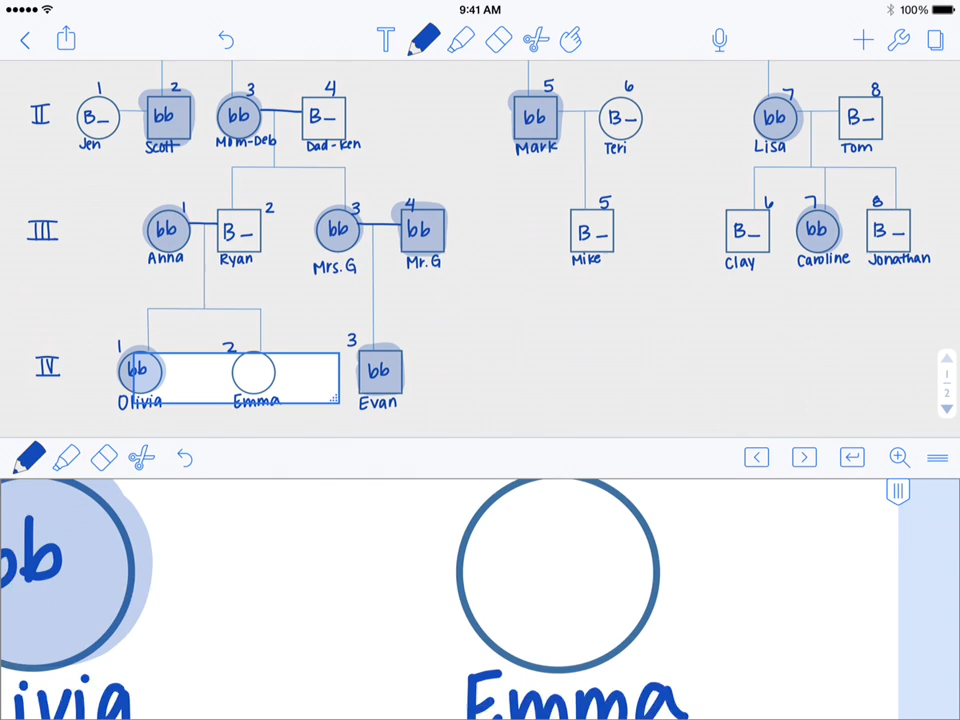 9:41 AM
100%
T
1 2 3 4 5 6 7 8
II B_ bb bb B_ bb B_ bb B_
Jen Scott Mom-Deb Dad-Ken Mark Teri Lisa Tom
1 2 3 4 5 6 7 8
III bb B_ bb bb B_ B_ bb B_
Anna Ryan Mrs. G Mr. G Mike Clay Caroline Jonathan
1 2 3
IV bb bb
Olivia Emma Evan
1
2
bb
livia Emma